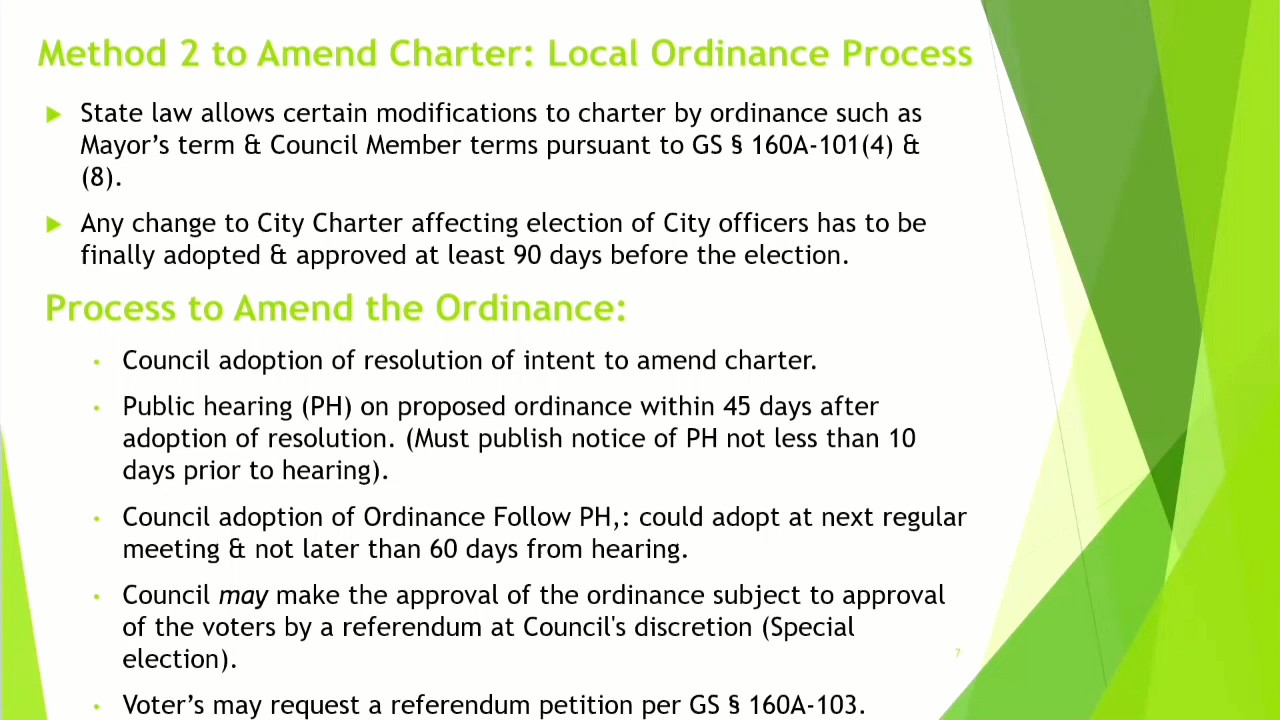 Method 2 to Amend Charter: Local Ordinance Process
State law allows certain modifications to charter by ordinance such as
Mayor’s term & Council Member terms pursuant to GS § 160A-101(4) &
(8).
Any change to City Charter affecting election of City officers has to be
finally adopted & approved at least 90 days before the election.
Process to Amend the Ordinance:
Council adoption of resolution of intent to amend charter.
Public hearing (PH) on proposed ordinance within 45 days after
adoption of resolution. (Must publish notice of PH not less than 10
days prior to hearing).
Council adoption of Ordinance Follow PH,: could adopt at next regular
meeting & not later than 60 days from hearing.
Council may make the approval of the ordinance subject to approval
of the voters by a referendum at Council's discretion (Special
election).
7
Voter’s may request a referendum petition per GS § 160A-103.